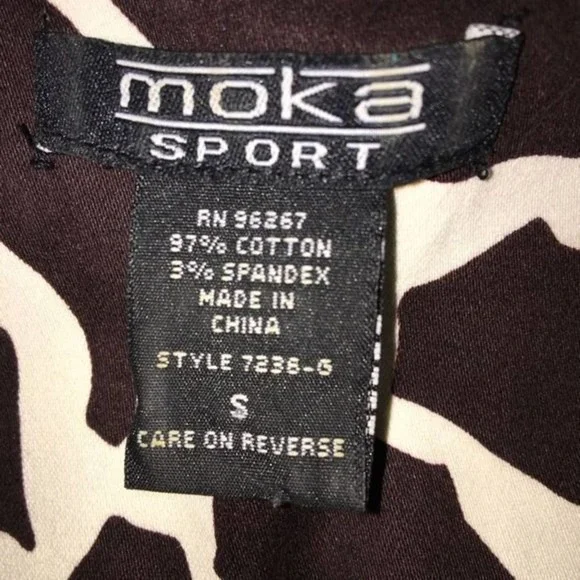 moka
SPORT
RN 96267
97% COTTON
3% SPANDEX
MADE IN
CHINA
STYLE 7238-G
S
CARE ON REVERSE